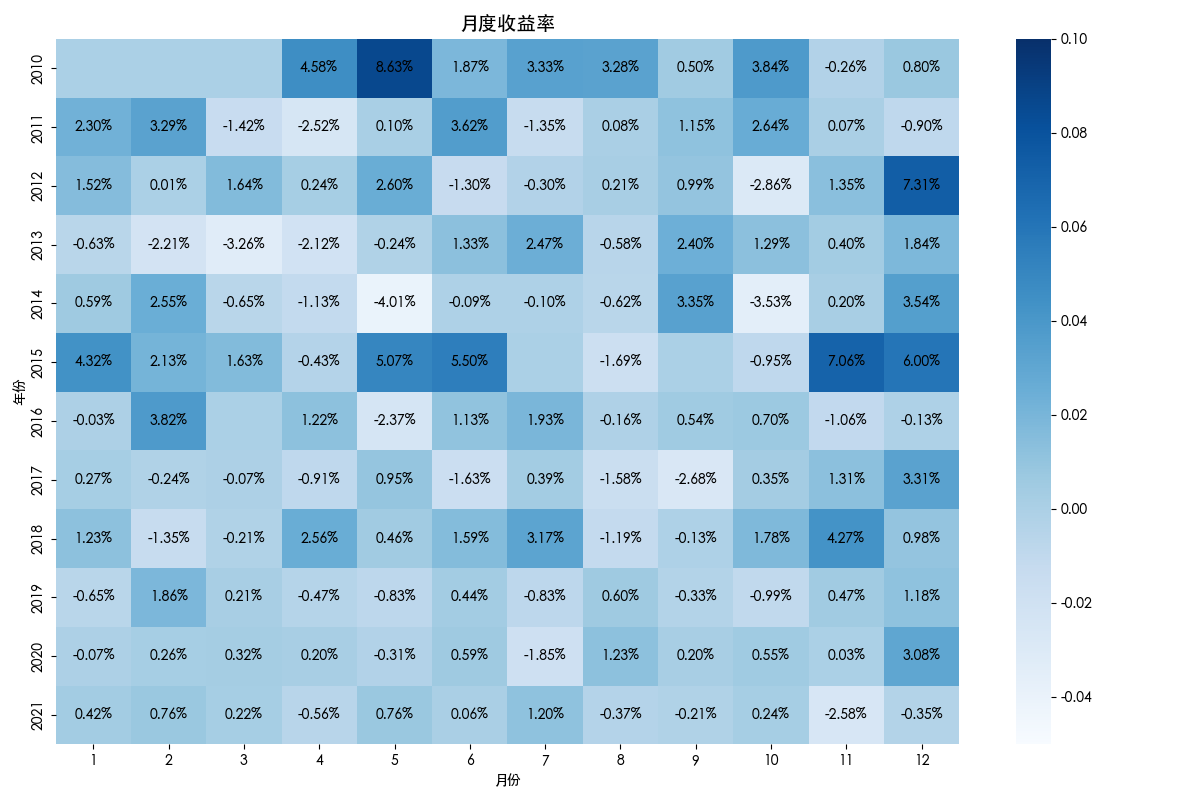 月度收益率
2010 4.58% 8.63% 1.87% 3.33% 3.28% 0.50% 3.84% -0.26% 0.80%
2011 2.30% 3.29% -1.42% -2.52% 0.10% 3.62% -1.35% 0.08% 1.15% 2.64% 0.07% -0.90%
2012 1.52% 0.01% 1.64% 0.24% 2.60% -1.30% -0.30% 0.21% 0.99% -2.86% 1.35% 7.31%
2013 -0.63% -2.21% -3.26% -2.12% -0.24% 1.33% 2.47% -0.58% 2.40% 1.29% 0.40% 1.84%
2014 0.59% 2.55% -0.65% -1.13% -4.01% -0.09% -0.10% -0.62% 3.35% -3.53% 0.20% 3.54%
2015 4.32% 2.13% 1.63% -0.43% 5.07% 5.50% -1.69% -0.95% 7.06% 6.00%
2016 -0.03% 3.82% 1.22% -2.37% 1.13% 1.93% -0.16% 0.54% 0.70% -1.06% -0.13%
2017 0.27% -0.24% -0.07% -0.91% 0.95% -1.63% 0.39% -1.58% -2.68% 0.35% 1.31% 3.31%
2018 1.23% -1.35% -0.21% 2.56% 0.46% 1.59% 3.17% -1.19% -0.13% 1.78% 4.27% 0.98%
2019 -0.65% 1.86% 0.21% -0.47% -0.83% 0.44% -0.83% 0.60% -0.33% -0.99% 0.47% 1.18%
2020 -0.07% 0.26% 0.32% 0.20% -0.31% 0.59% -1.85% 1.23% 0.20% 0.55% 0.03% 3.08%
2021 0.42% 0.76% 0.22% -0.56% 0.76% 0.06% 1.20% -0.37% -0.21% 0.24% -2.58% -0.35%
1 2 3 4 5 6 7 8 9 10 11 12
月份
年份
0.10
0.08
0.06
0.04
0.02
0.00
-0.02
-0.04